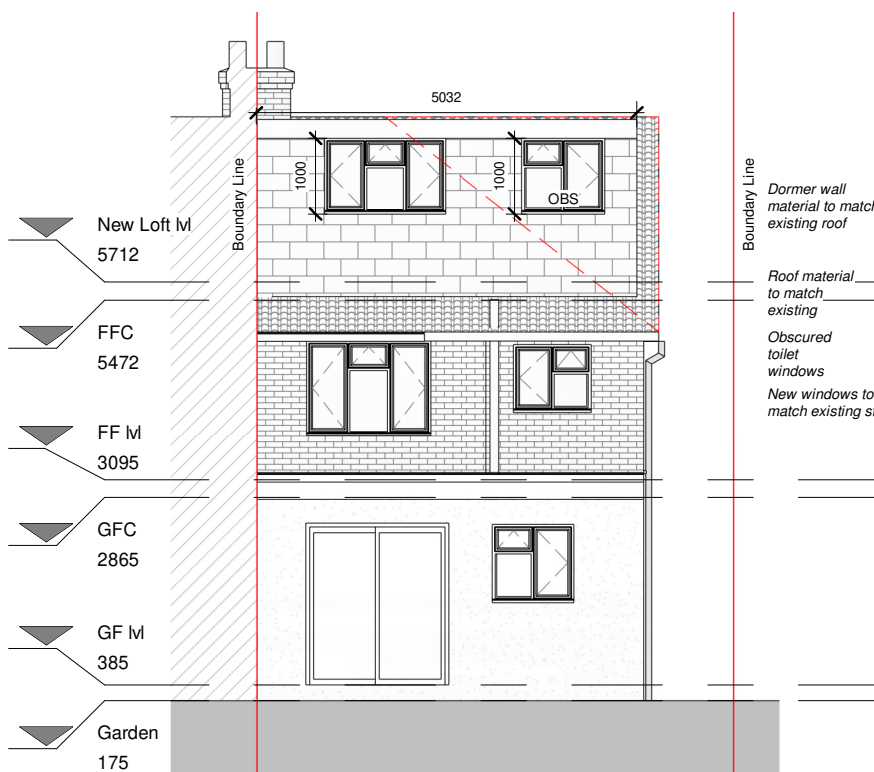 5032
1000
1000
OBS
Boundary Line
Boundary Line
Dormer wall
material to match
existing roof
Roof material
to match
existing
Obscured
toilet
windows
New windows to
match existing
New Loft lvl
5712
FFC
5472
FF lvl
3095
GFC
2865
GF lvl
385
Garden
175